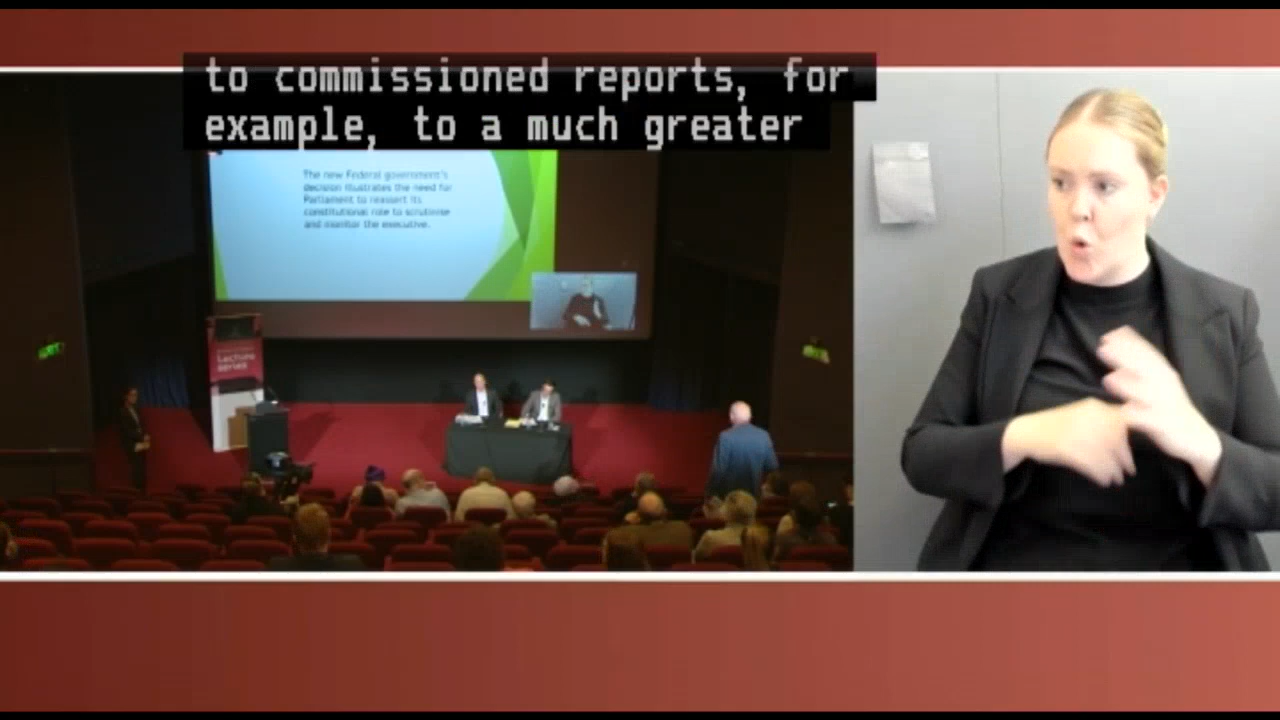 to commissioned reports, for
example, to a much greater
The new Federal government's
decision illustrates the need for
Parliament to reassert its
constitutional role to scrutinise
and monitor the executive.
Lecture
series